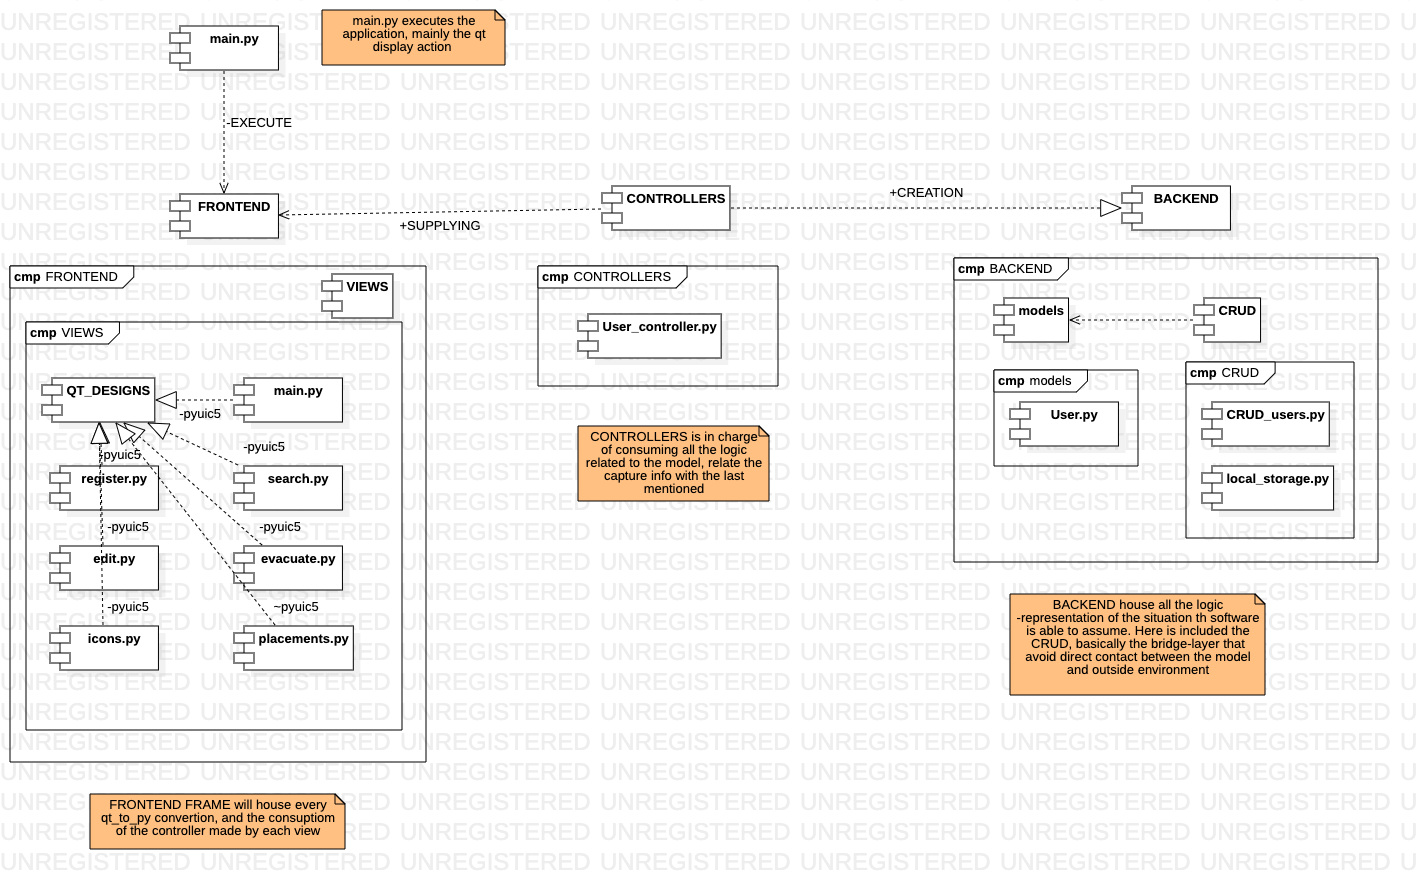 main.py
main.py executes the
application, mainly the qt
display action
-EXECUTE
FRONTEND
+SUPPLYING
CONTROLLERS
+CREATION
BACKEND
cmp FRONTEND
VIEWS
cmp VIEWS
QT_DESIGNS
main.py
-pyuic5
-pyuic5
-pyuic5
register.py
search.py
-pyuic5
-pyuic5
edit.py
evacuate.py
-pyuic5
~pyuic5
icons.py
placements.py
FRONTEND FRAME will house every
qt_to_py convertion, and the consuptiom
of the controller made by each view
cmp CONTROLLERS
User_controller.py
CONTROLLERS is in charge
of consuming all the logic
related to the model, relate the
capture info with the last
mentioned
cmp BACKEND
models
CRUD
cmp models
User.py
cmp CRUD
CRUD_users.py
local_storage.py
BACKEND house all the logic
-representation of the situation th software
is able to assume. Here is included the
CRUD, basically the bridge-layer that
avoid direct contact between the model
and outside environment
UNREGISTERED